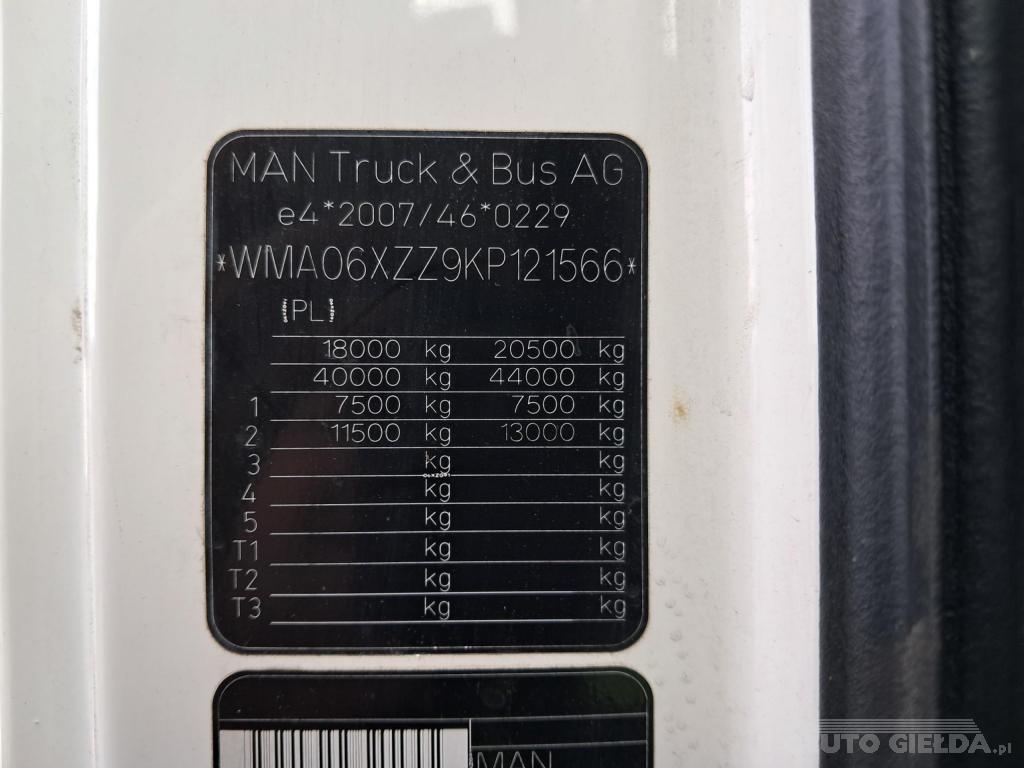 MAN Truck & Bus AG
e4*2007/46*0229
*WMA06XZZ9KP121566*
PL
18000 kg 20500 kg
40000 kg 44000 kg
1 7500 kg 7500 kg
2 11500 kg 13000 kg
3 kg kg
4 kg kg
5 kg kg
T1 kg kg
T2 kg kg
T3 kg kg
MAN
UTO GIEŁDA.pl